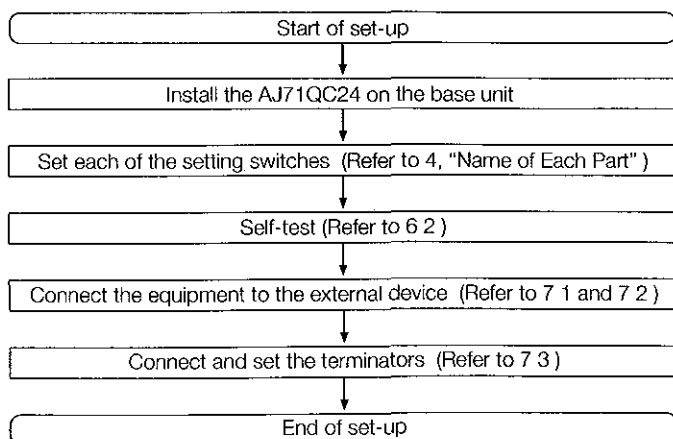 Start of set-up
Install the AJ71QC24 on the base unit
Set each of the setting switches (Refer to 4, "Name of Each Part" )
Self-test (Refer to 6 2 )
Connect the equipment to the external device (Refer to 7 1 and 7 2 )
Connect and set the terminators (Refer to 7 3 )
End of set-up